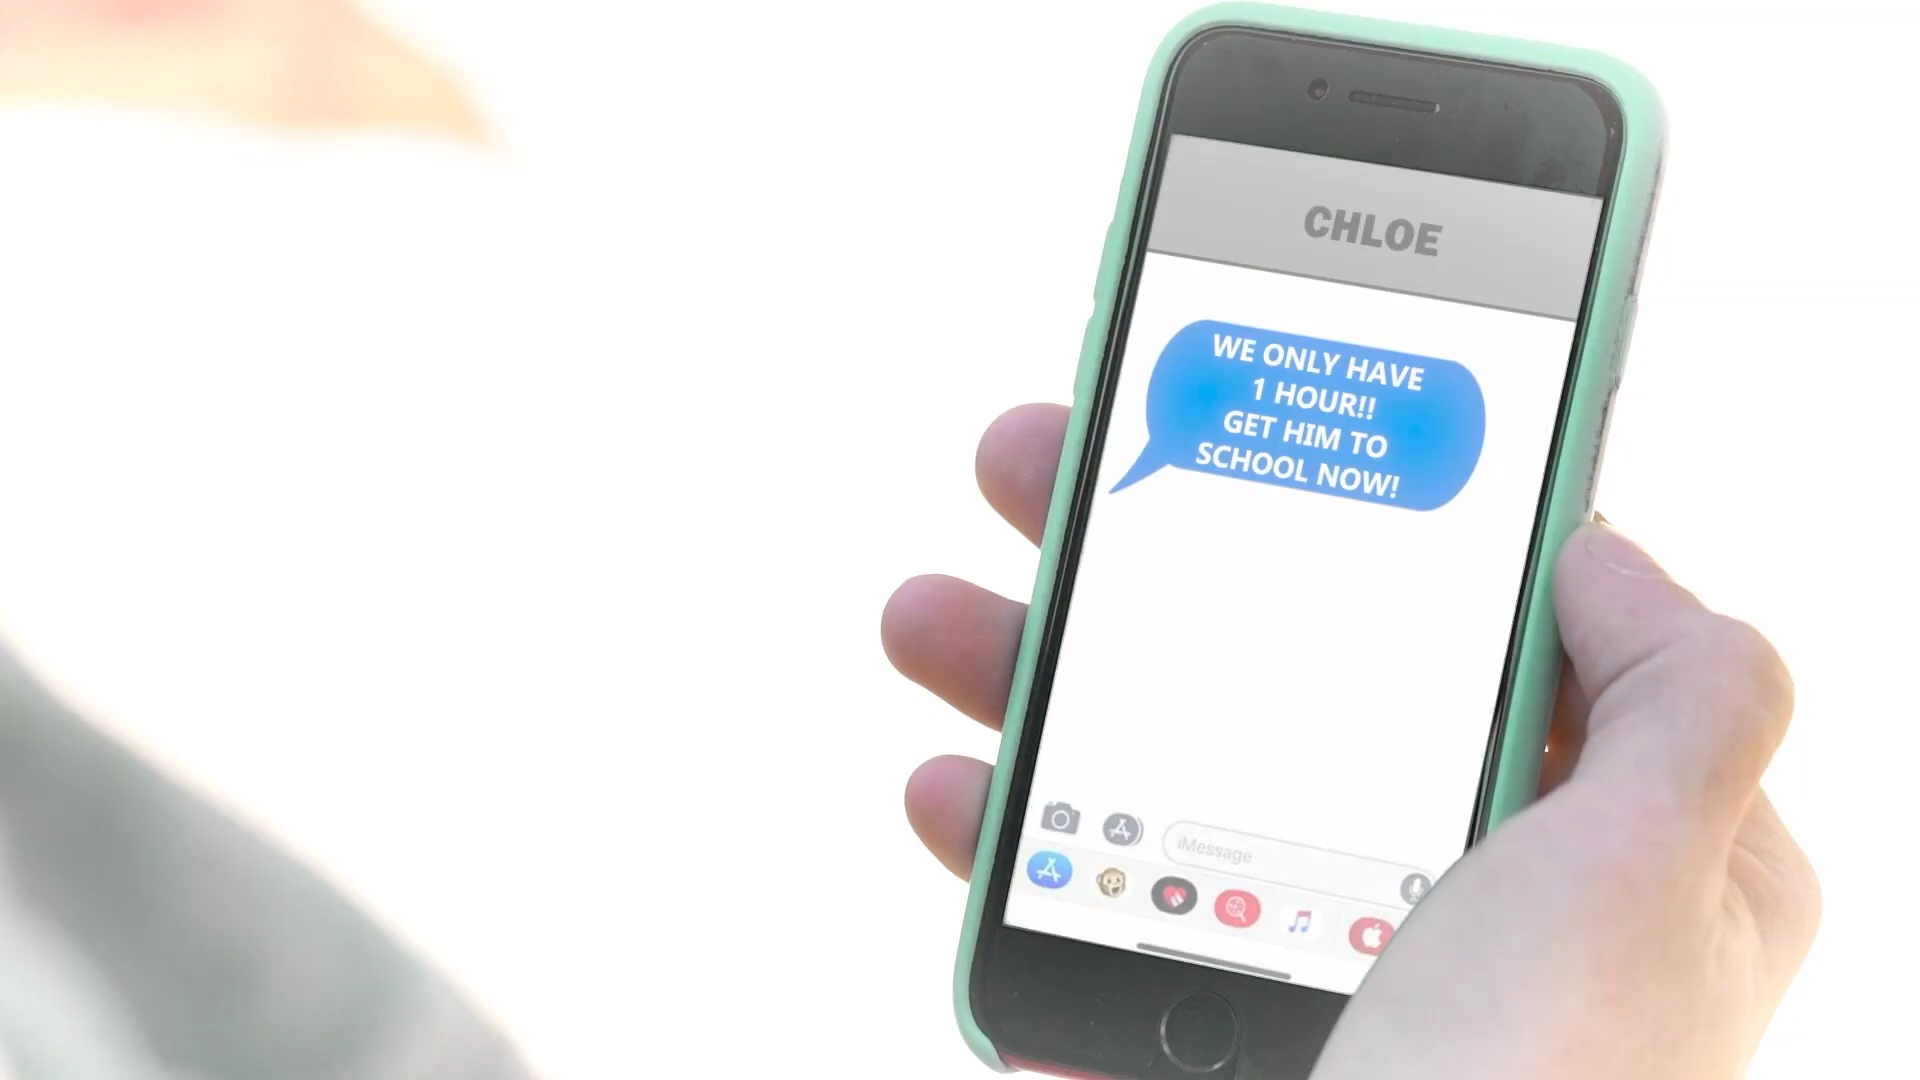 CHLOE
WE ONLY HAVE
1 HOUR!!
GET HIM TO
SCHOOL NOW!
iMessage